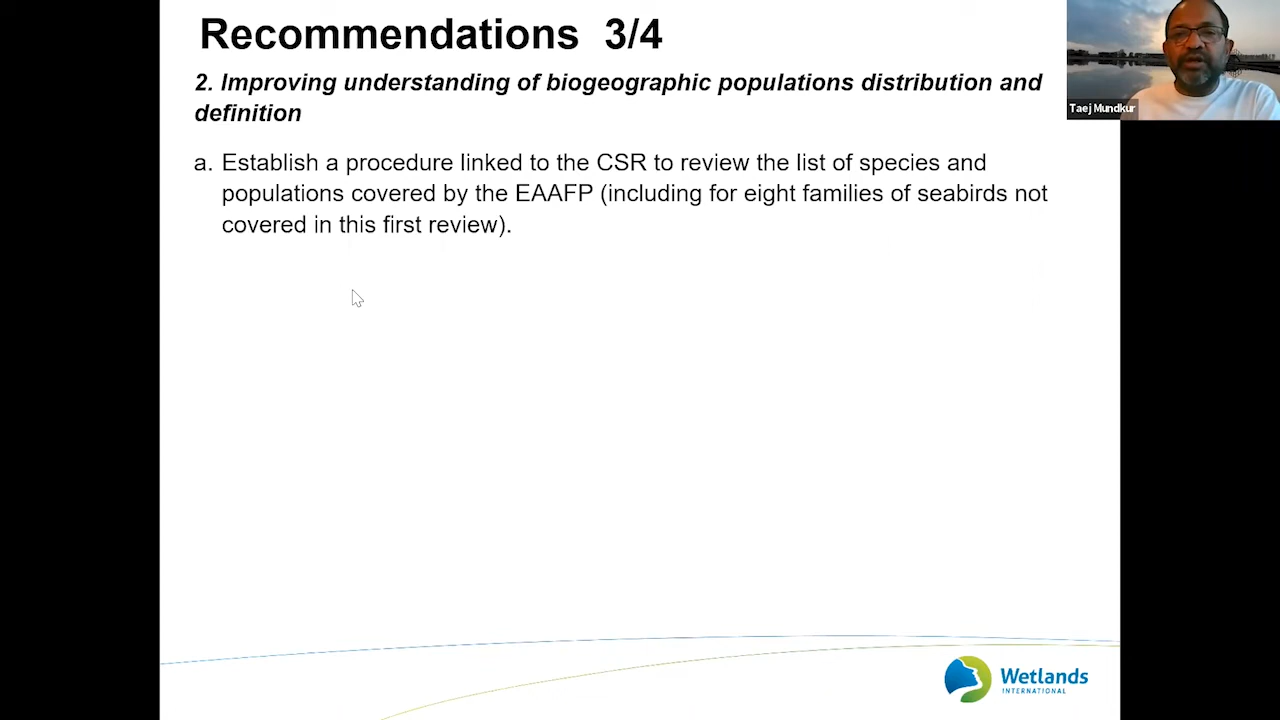 Recommendations 3/4
2. Improving understanding of biogeographic populations distribution and
definition
a. Establish a procedure linked to the CSR to review the list of species and
populations covered by the EAAFP (including for eight families of seabirds not
covered in this first review).
Taej Mundkur
Wetlands
INTERNATIONAL